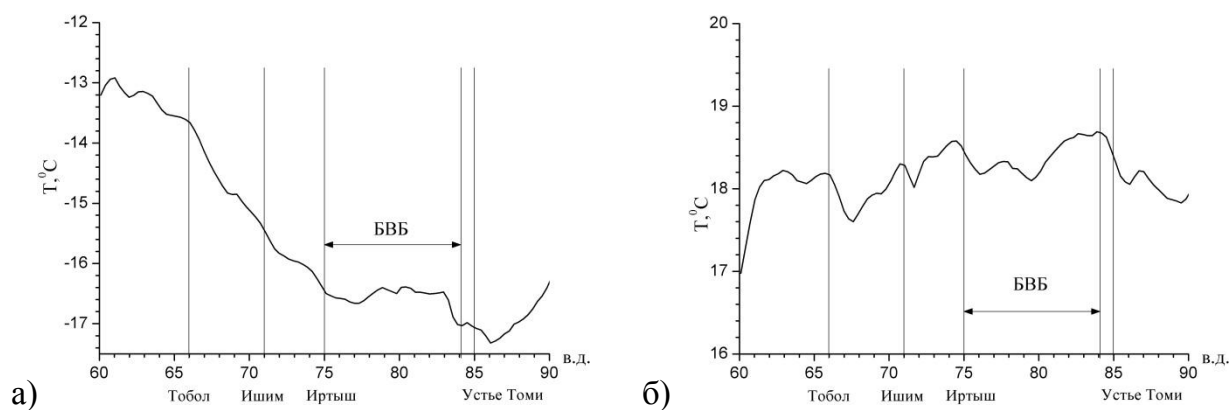 -12
-13
-14
-15
-16
-17
T,⁰C
БВБ
60 65 70 75 80 85 90
в.д.
Тобол Ишим Иртыш Устье Томи
а)
20
19
18
17
16
T,⁰C
БВБ
60 65 70 75 80 85 90
в.д.
Тобол Ишим Иртыш Устье Томи
б)